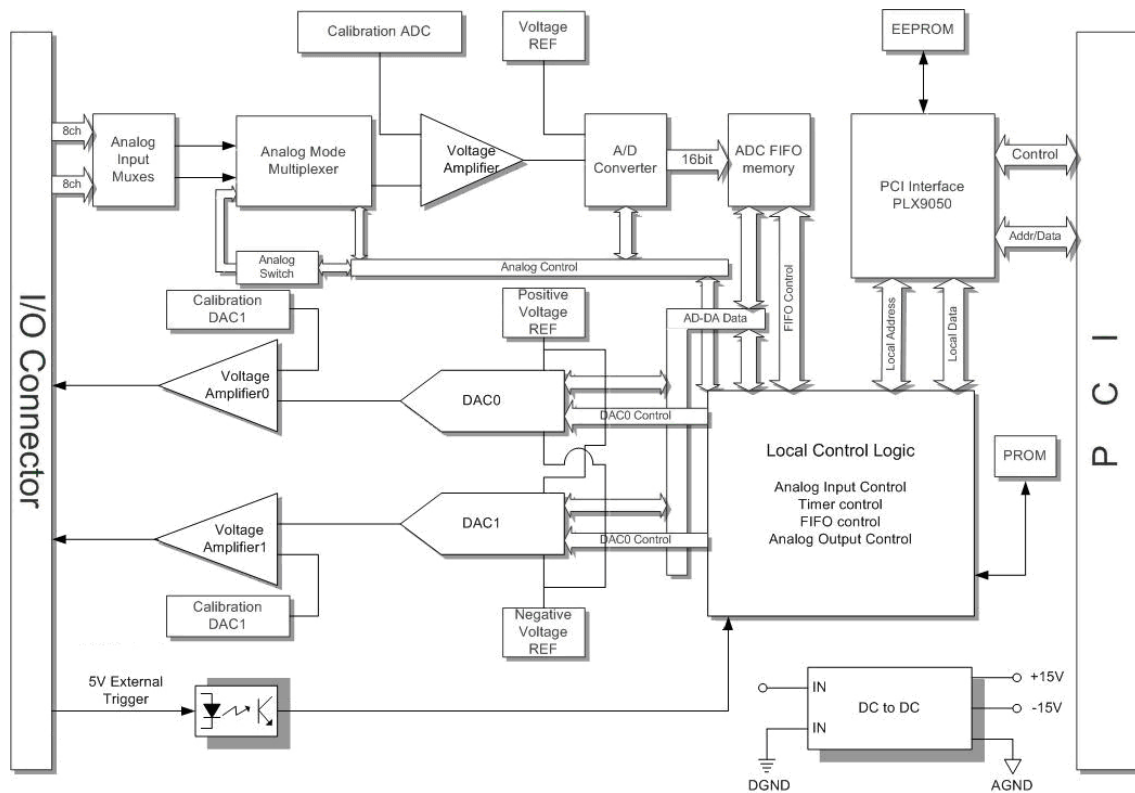 Calibration ADC
Voltage
REF
EEPROM
8ch
8ch
Analog
Input
Muxes
Analog Mode
Multiplexer
Voltage
Amplifier
A/D
Converter
16bit
ADC FIFO
memory
PCI Interface
PLX9050
Control
Addr/Data
Analog
Switch
Analog Control
I/O Connector
Calibration
DAC1
Positive
Voltage
REF
AD-DA Data
FIFO Control
Local Address
Local Data
P C I
Voltage
Amplifier0
DAC0
DAC0 Control
Local Control Logic
Analog Input Control
Timer control
FIFO control
Analog Output Control
PROM
Voltage
Amplifier1
DAC1
DAC0 Control
Calibration
DAC1
Negative
Voltage
REF
5V External
Trigger
IN
IN
DC to DC
+15V
-15V
DGND
AGND